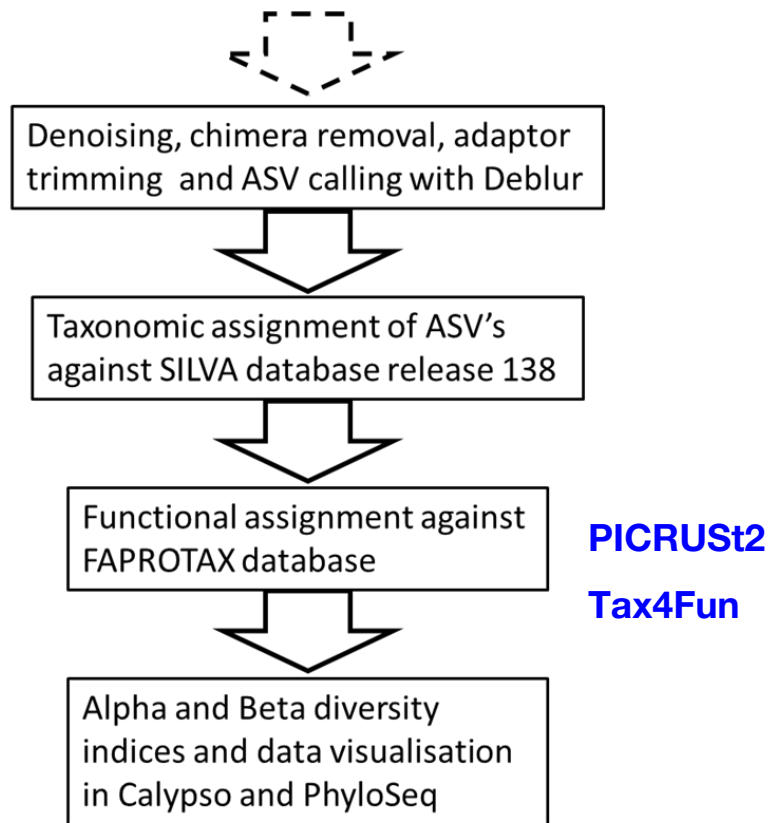 Denoising, chimera removal, adaptor
trimming and ASV calling with Deblur
Taxonomic assignment of ASV's
against SILVA database release 138
Functional assignment against
FAPROTAX database
PICRUSt2
Tax4Fun
Alpha and Beta diversity
indices and data visualisation
in Calypso and PhyloSeq